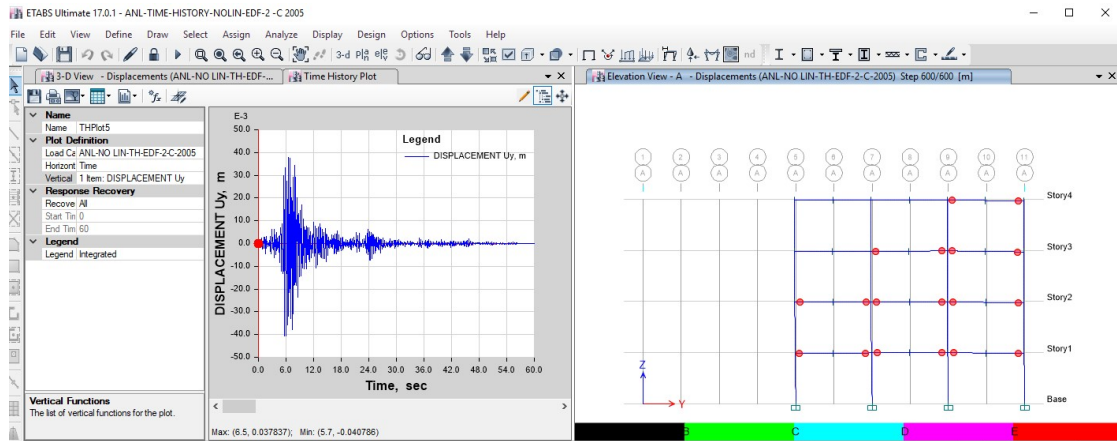 ETABS Ultimate 17.0.1 - ANL-TIME-HISTORY-NOLIN-EDF-2 -C 2005
File Edit View Define Draw Select Assign Analyze Display Design Options Tools Help
3-d nd
3-D View - Displacements (ANL-NO LIN-TH-EDF-... Time History Plot
Name
Name THPlot5
Plot Definition
Load Ca ANL-NO LIN-TH-EDF-2-C-2005
Horizont Time
Vertical 1 Item: DISPLACEMENT Uy
Response Recovery
Recove All
Start Tin 0
End Tim 60
Legend
Legend Integrated
Vertical Functions
The list of vertical functions for the plot.
E-3
50.0
40.0
30.0
20.0
10.0
0.0
-10.0
-20.0
-30.0
-40.0
-50.0
DISPLACEMENT Uy, m
Legend
DISPLACEMENT Uy, m
0.0 6.0 12.0 18.0 24.0 30.0 36.0 42.0 48.0 54.0 60.0
Time, sec
Max: (6.5, 0.037837); Min: (5.7, -0.040786)
Elevation View - A - Displacements (ANL-NO LIN-TH-EDF-2-C-2005) Step 600/600 [m]
1 2 3 4 5 6 7 8 9 10 11
A A A A A A A A A A A
Story4
Story3
Story2
Story1
Base
Z
Y
B C D E